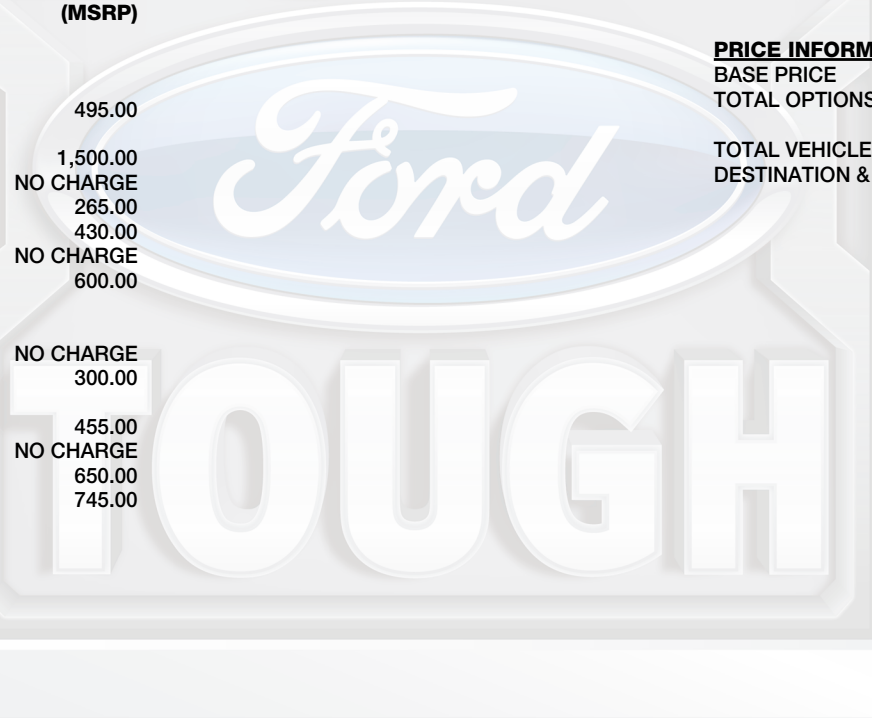 (MSRP)
495.00
1,500.00
NO CHARGE
265.00
430.00
NO CHARGE
600.00
NO CHARGE
300.00
455.00
NO CHARGE
650.00
745.00
PRICE INFORM
BASE PRICE
TOTAL OPTIONS
TOTAL VEHICLE
DESTINATION &
Ford
TOUGH